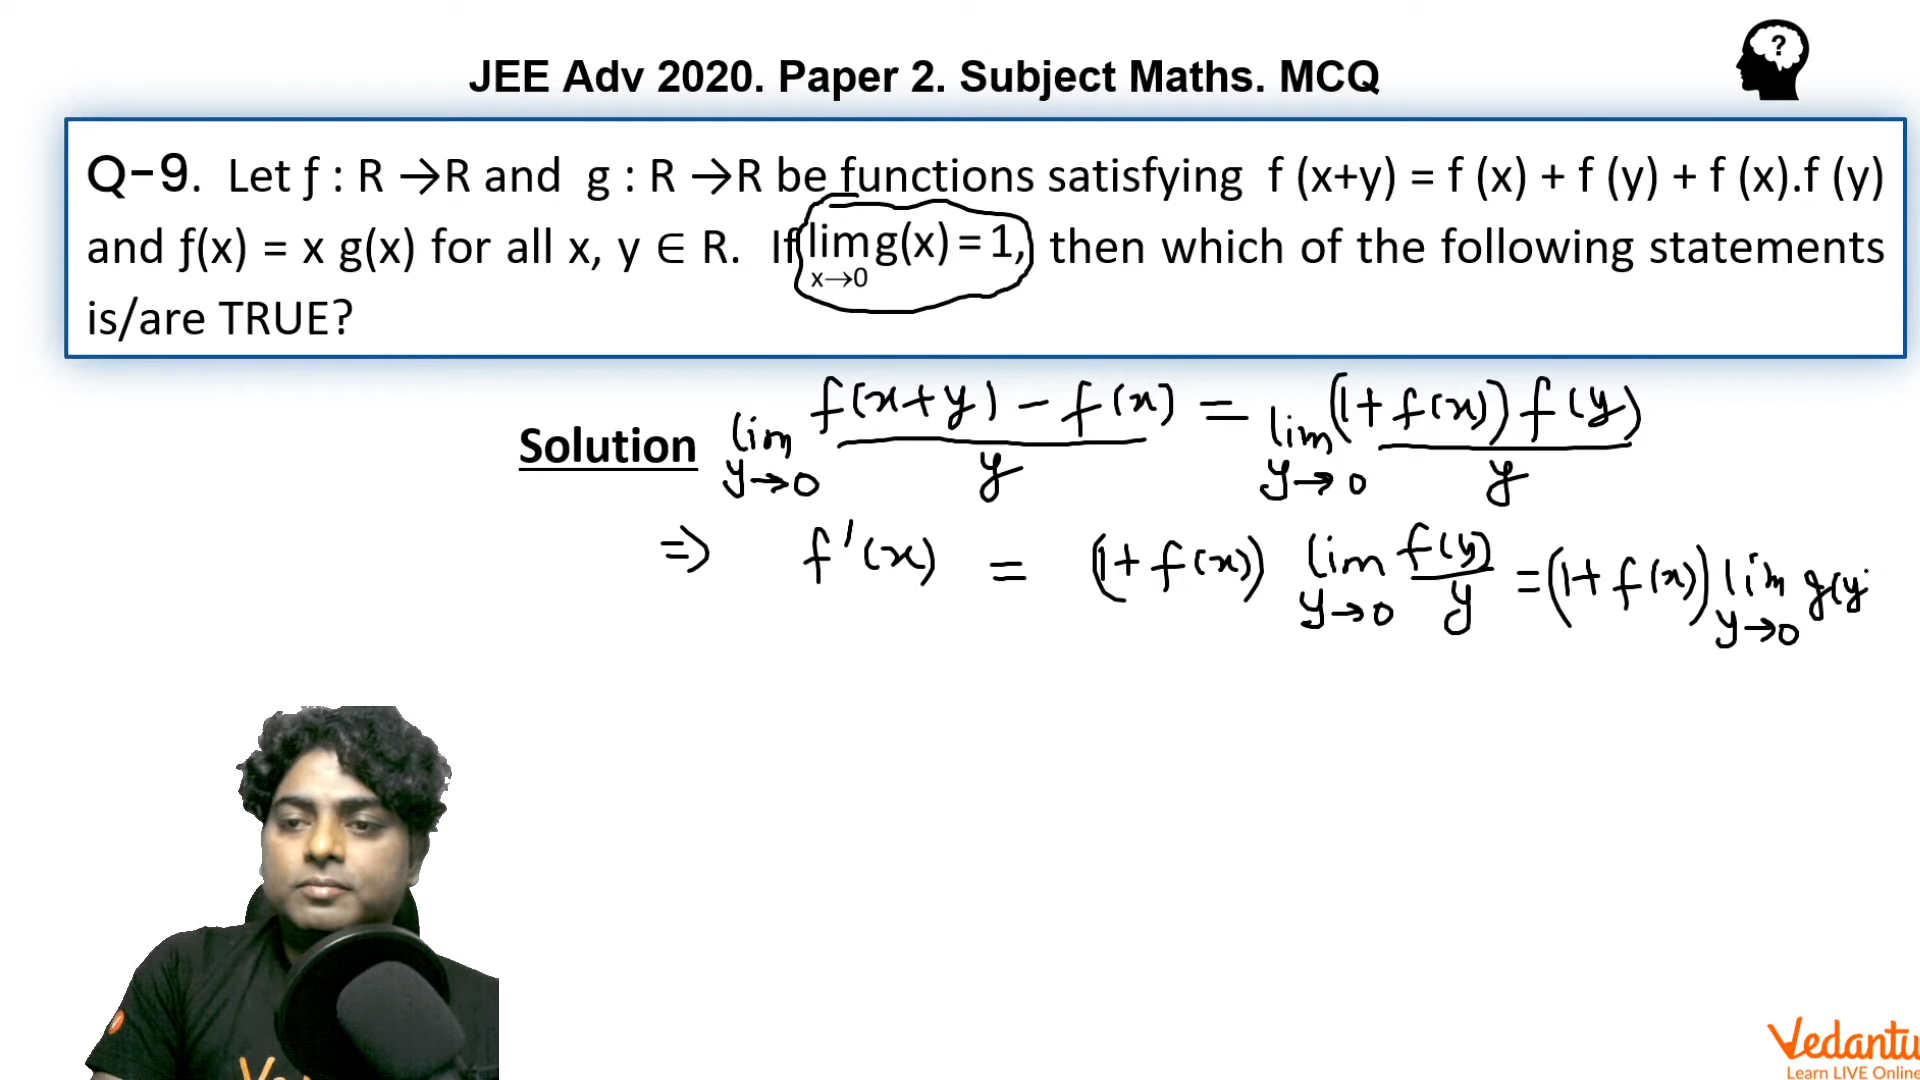 JEE Adv 2020. Paper 2. Subject Maths. MCQ
?
Q-9. Let ƒ : R →R and g : R →R be functions satisfying f (x+y) = f (x) + f (y) + f (x).f (y)
and ƒ(x) = x g(x) for all x, y ∈ R. If lim x→0 g(x) = 1, then which of the following statements
is/are TRUE?
Solution lim y→0 (f(x+y) - f(x))/y = lim y→0 ((1+f(x)) f(y))/y
=> f'(x) = (1+f(x)) lim y→0 f(y)/y = (1+f(x)) lim y→0 g(y
Vedantu
Learn LIVE Online